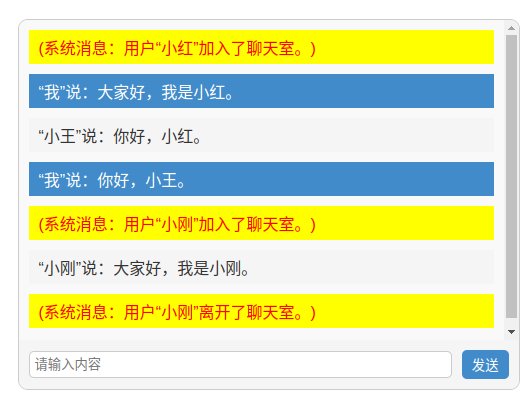 (系统消息：用户“小红”加入了聊天室。)
“我”说：大家好，我是小红。
“小王”说：你好，小红。
“我”说：你好，小王。
(系统消息：用户“小刚”加入了聊天室。)
“小刚”说：大家好，我是小刚。
(系统消息：用户“小刚”离开了聊天室。)
请输入内容
发送